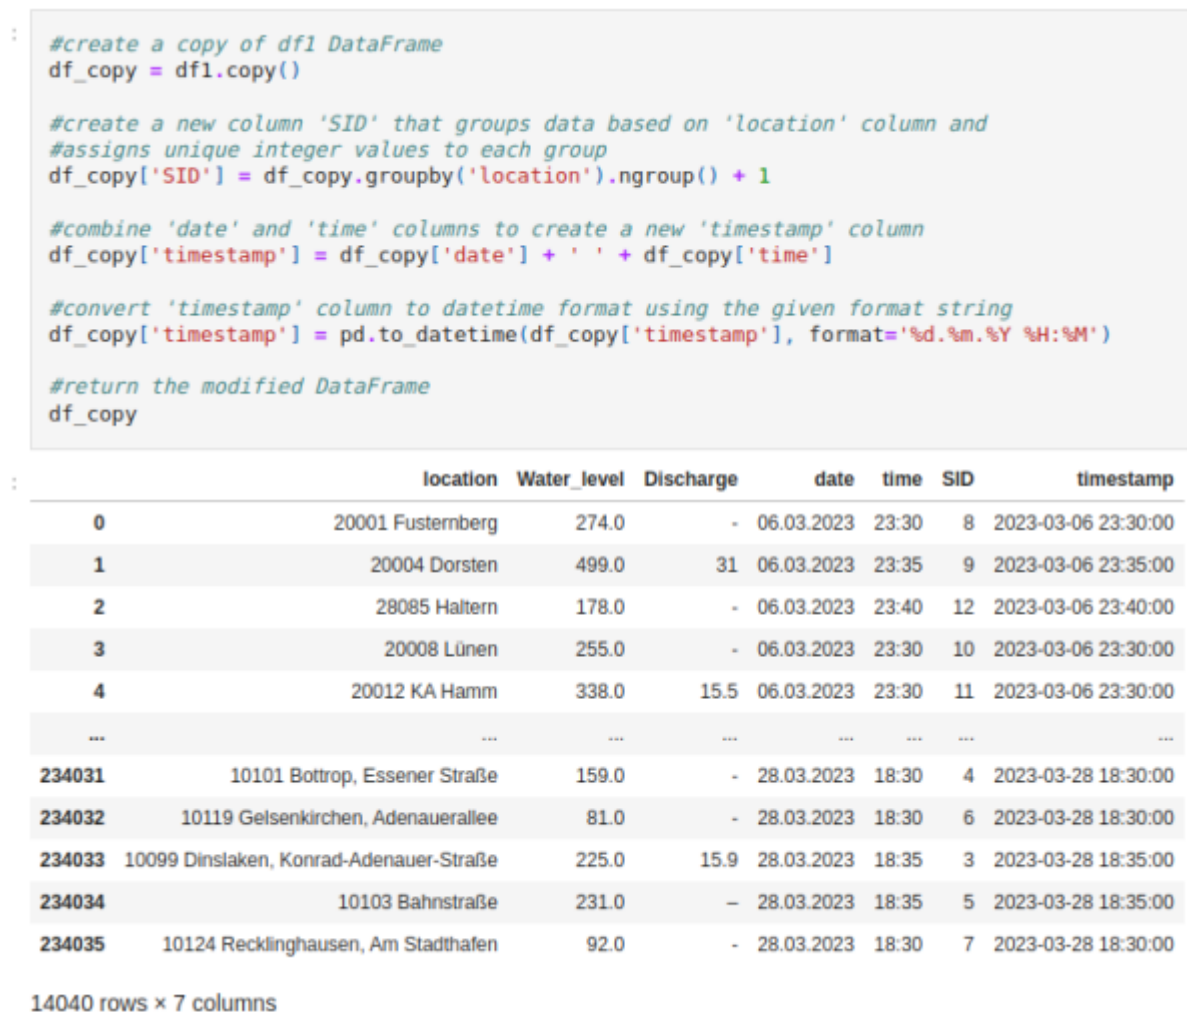 :
#create a copy of df1 DataFrame
df_copy = df1.copy()
#create a new column 'SID' that groups data based on 'location' column and
#assigns unique integer values to each group
df_copy['SID'] = df_copy.groupby('location').ngroup() + 1
#combine 'date' and 'time' columns to create a new 'timestamp' column
df_copy['timestamp'] = df_copy['date'] + ' ' + df_copy['time']
#convert 'timestamp' column to datetime format using the given format string
df_copy['timestamp'] = pd.to_datetime(df_copy['timestamp'], format='%d.%m.%Y %H:%M')
#return the modified DataFrame
df_copy
:
location Water_level Discharge date time SID timestamp
0 20001 Fusternberg 274.0 - 06.03.2023 23:30 8 2023-03-06 23:30:00
1 20004 Dorsten 499.0 31 06.03.2023 23:35 9 2023-03-06 23:35:00
2 28085 Haltern 178.0 - 06.03.2023 23:40 12 2023-03-06 23:40:00
3 20008 Lünen 255.0 - 06.03.2023 23:30 10 2023-03-06 23:30:00
4 20012 KA Hamm 338.0 15.5 06.03.2023 23:30 11 2023-03-06 23:30:00
... ... ... ... ... ... ... ...
234031 10101 Bottrop, Essener Straße 159.0 - 28.03.2023 18:30 4 2023-03-28 18:30:00
234032 10119 Gelsenkirchen, Adenauerallee 81.0 - 28.03.2023 18:30 6 2023-03-28 18:30:00
234033 10099 Dinslaken, Konrad-Adenauer-Straße 225.0 15.9 28.03.2023 18:35 3 2023-03-28 18:35:00
234034 10103 Bahnstraße 231.0 – 28.03.2023 18:35 5 2023-03-28 18:35:00
234035 10124 Recklinghausen, Am Stadthafen 92.0 - 28.03.2023 18:30 7 2023-03-28 18:30:00
14040 rows × 7 columns